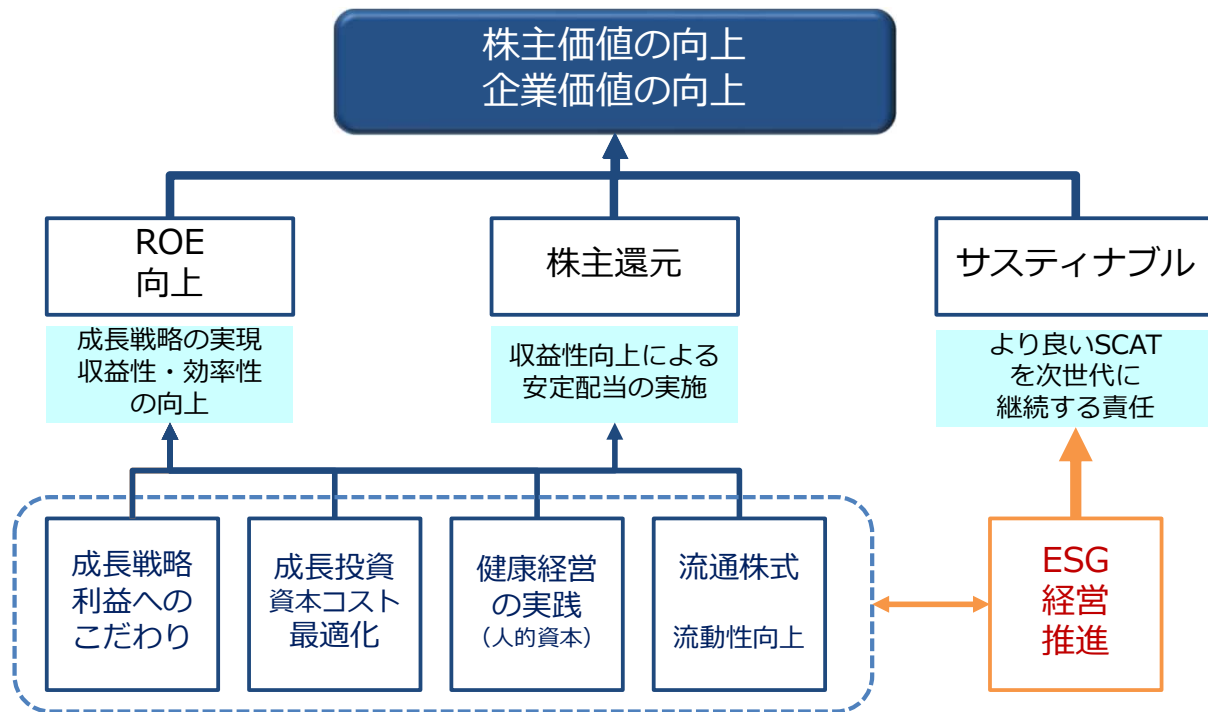 株主価値の向上
企業価値の向上
ROE
向上
株主還元
サスティナブル
成長戦略の実現
収益性・効率性
の向上
収益性向上による
安定配当の実施
より良いSCAT
を次世代に
継続する責任
成長戦略
利益への
こだわり
成長投資
資本コスト
最適化
健康経営
の実践
（人的資本）
流通株式
流動性向上
ESG
経営
推進